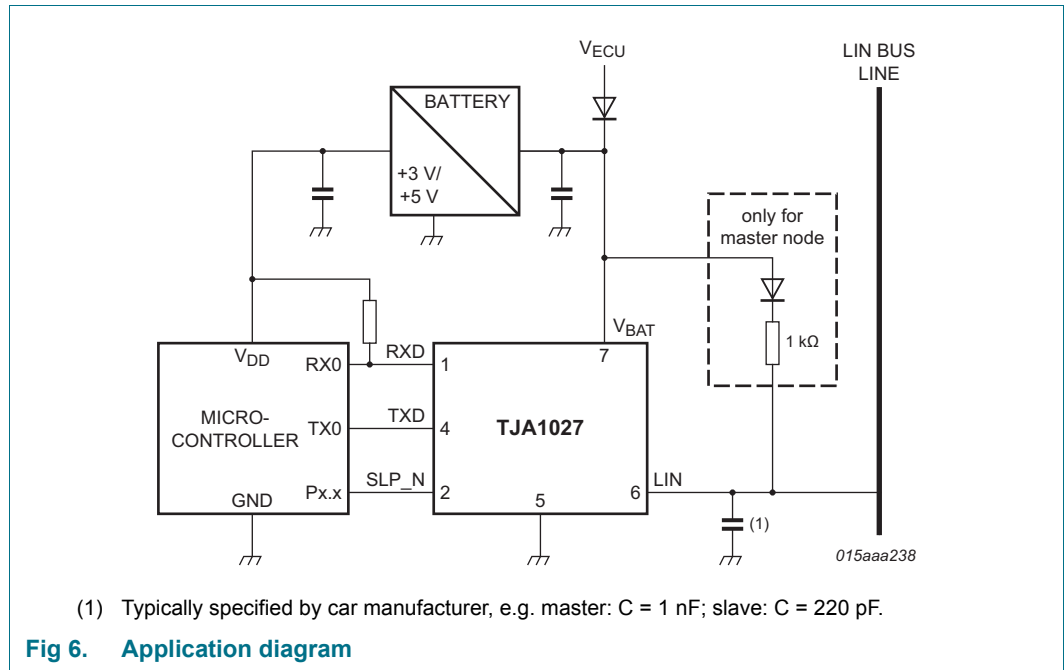 VECU
LIN BUS
LINE
BATTERY
+3 V/
+5 V
only for
master node
1 kΩ
VBAT
7
VDD
RX0
RXD
1
MICRO-
CONTROLLER
TX0
TXD
4
TJA1027
Px.x
SLP_N
2
GND
5
6
LIN
(1)
015aaa238
(1) Typically specified by car manufacturer, e.g. master: C = 1 nF; slave: C = 220 pF.
Fig 6. Application diagram